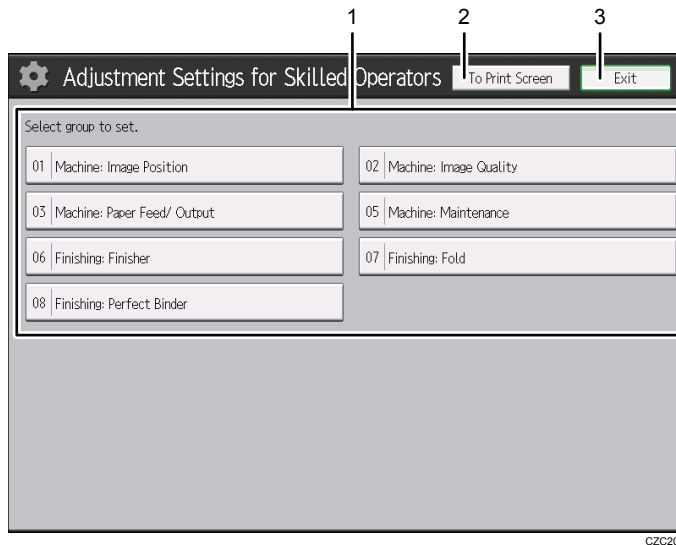 1 2 3
Adjustment Settings for Skilled Operators To Print Screen Exit
Select group to set.
01 Machine: Image Position 02 Machine: Image Quality
03 Machine: Paper Feed/ Output 05 Machine: Maintenance
06 Finishing: Finisher 07 Finishing: Fold
08 Finishing: Perfect Binder
CZC20